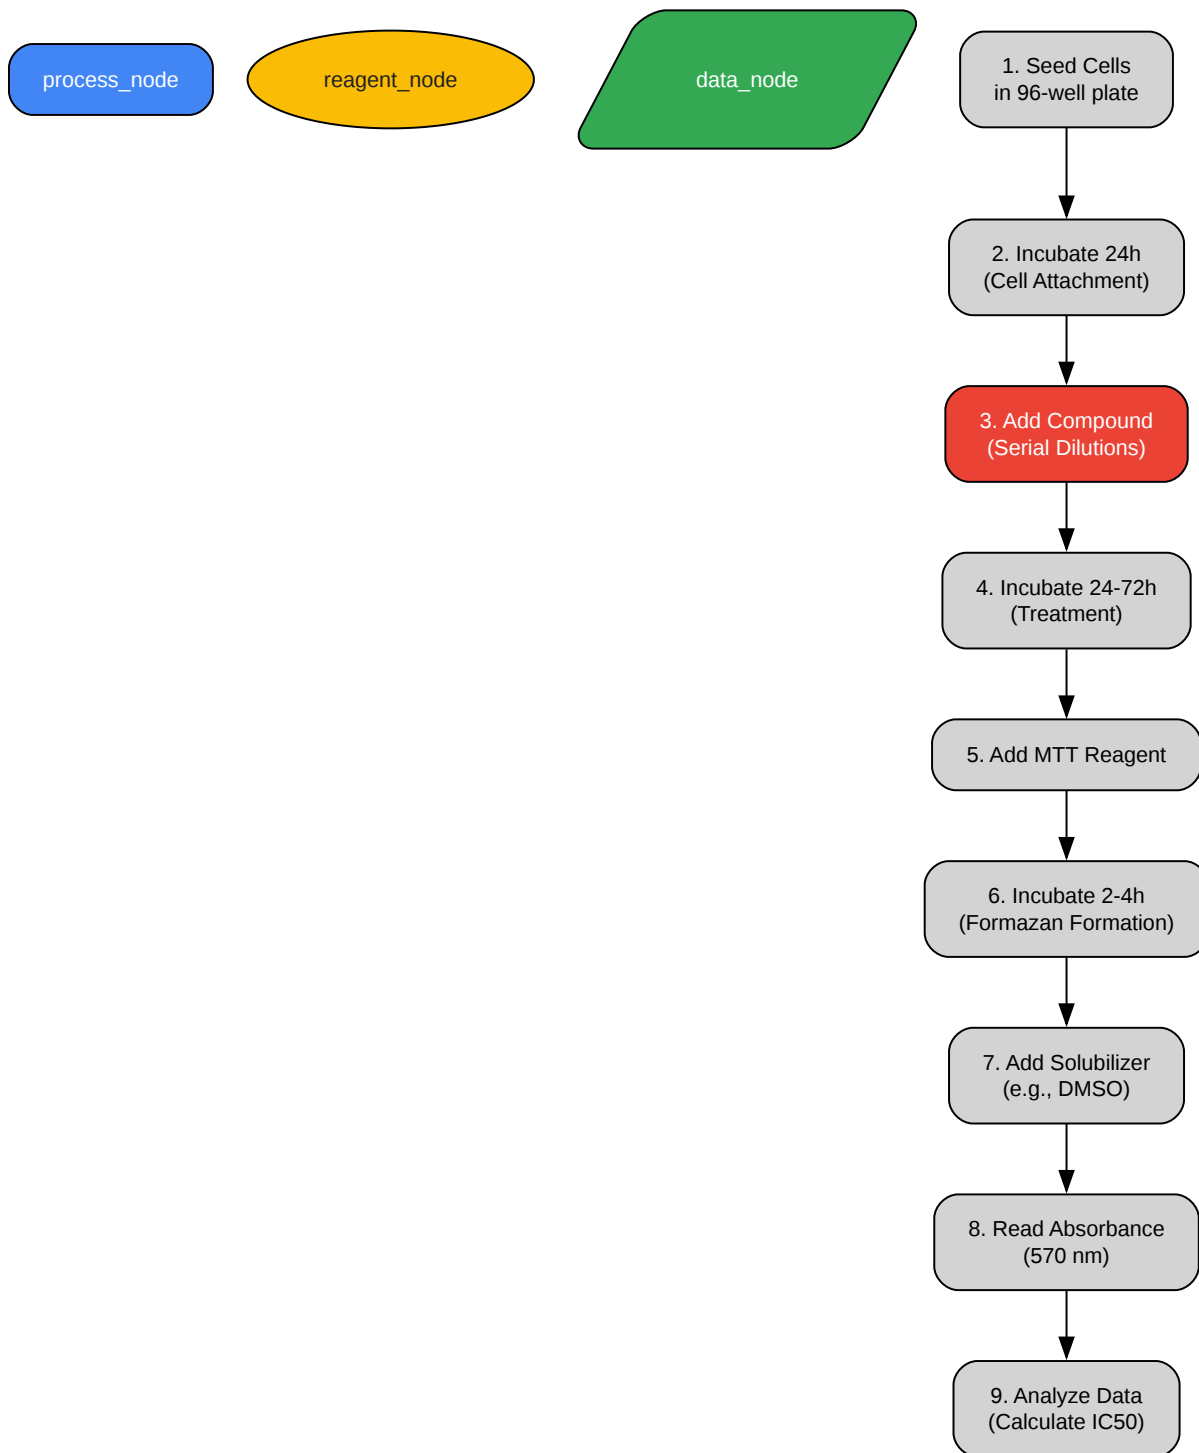 process_node
reagent_node
data_node
1. Seed Cells
in 96-well plate
2. Incubate 24h
(Cell Attachment)
3. Add Compound
(Serial Dilutions)
4. Incubate 24-72h
(Treatment)
5. Add MTT Reagent
6. Incubate 2-4h
(Formazan Formation)
7. Add Solubilizer
(e.g., DMSO)
8. Read Absorbance
(570 nm)
9. Analyze Data
(Calculate IC50)